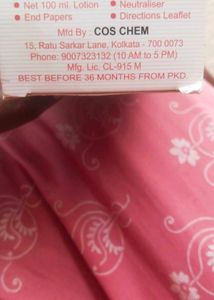 • Net 100 ml. Lotion • Neutraliser
• End Papers • Directions Leaflet
Mfd By : COS CHEM
15, Ratu Sarkar Lane, Kolkata - 700 0073
Phone: 9007323132 (10 AM to 5 PM)
Mfg. Lic. CL-915 M
BEST BEFORE 36 MONTHS FROM PKD.